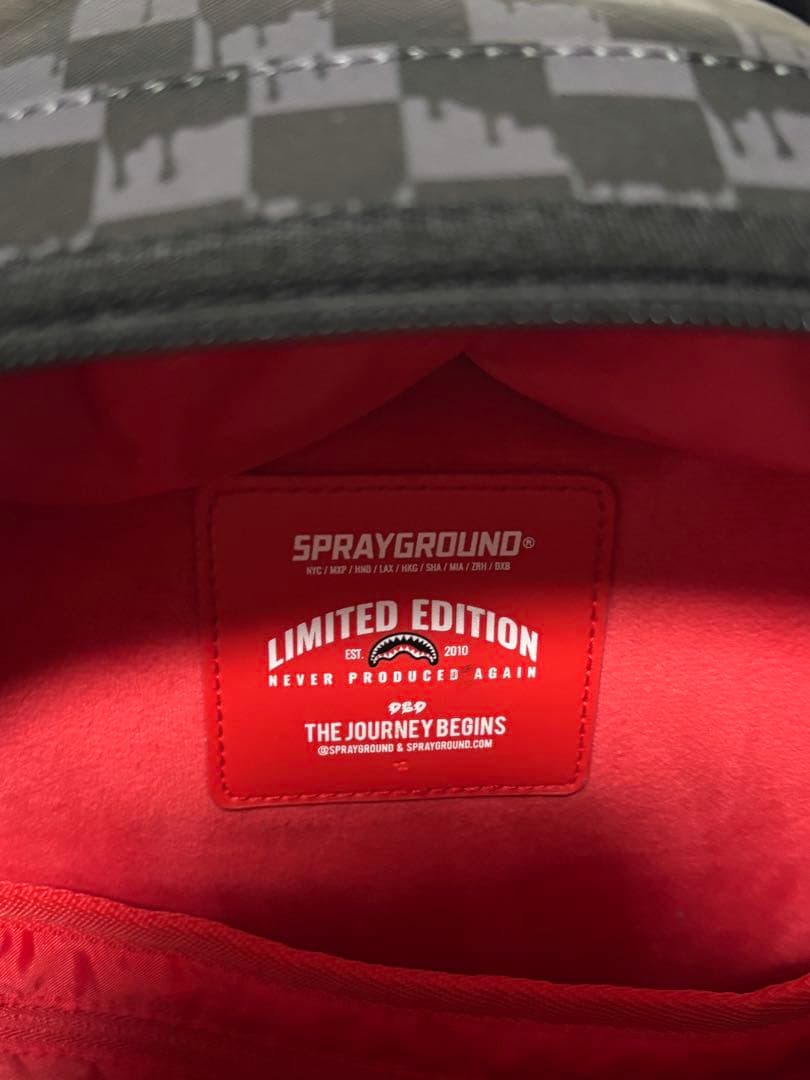 SPRAYGROUND®
NYC / MXP / HND / LAX / HKG / SHA / MIA / ZRH / DXB
LIMITED EDITION
EST. 2010
NEVER PRODUCED AGAIN
DBD
THE JOURNEY BEGINS
@SPRAYGROUND & SPRAYGROUND.COM